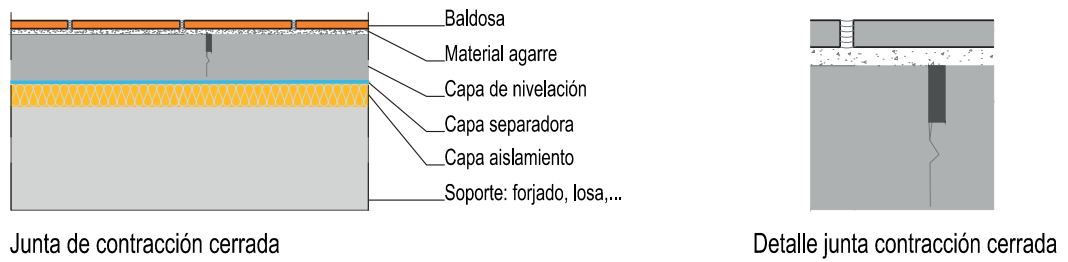 Baldosa
Material agarre
Capa de nivelación
Capa separadora
Capa aislamiento
Soporte: forjado, losa,...
Junta de contracción cerrada
Detalle junta contracción cerrada